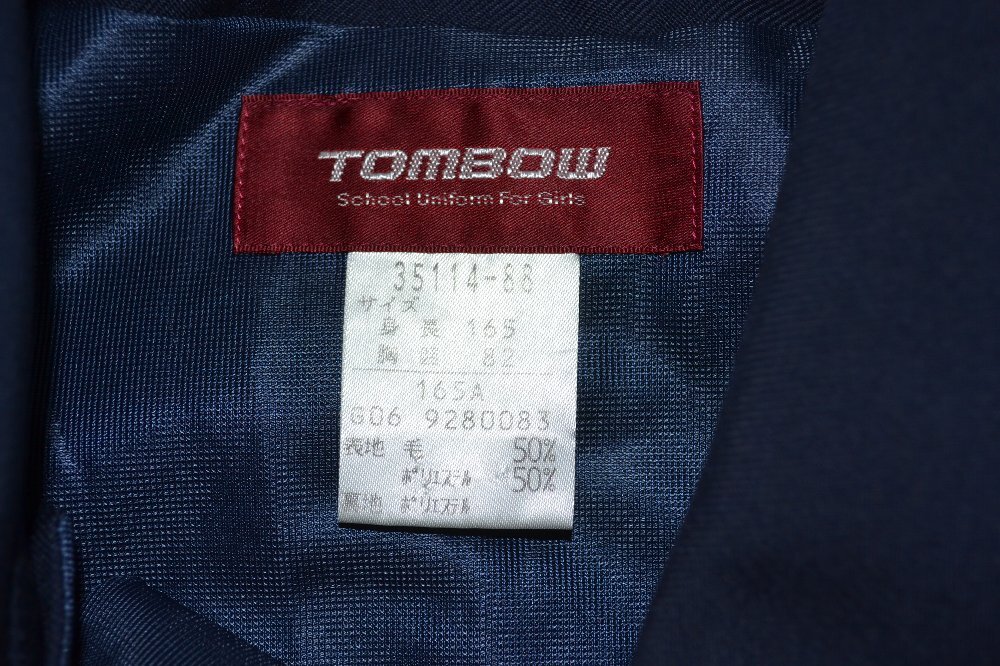 TOMBOW
School Uniform For Girls
35114-88
サイズ
身 長 165
胸 囲 82
165A
G06 9280083
表地 毛 50%
ポリエステル 50%
裏地 ポリエステル